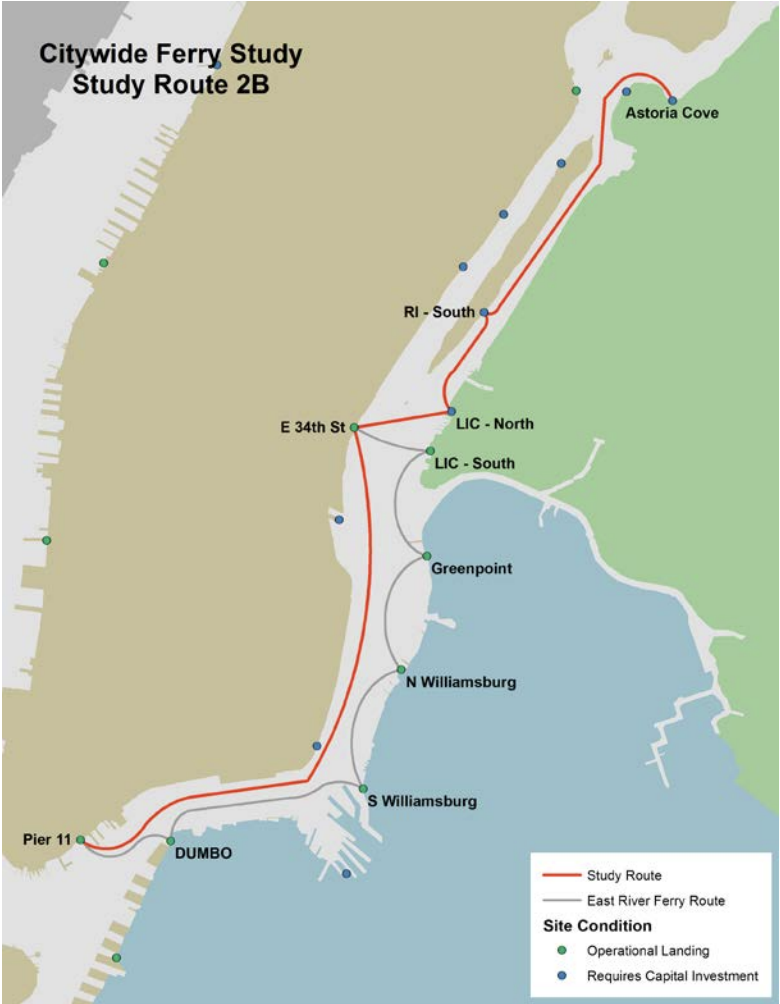 Citywide Ferry Study
Study Route 2B
Astoria Cove
RI - South
LIC - North
E 34th St
LIC - South
Greenpoint
N Williamsburg
S Williamsburg
Pier 11
DUMBO
Study Route
East River Ferry Route
Site Condition
Operational Landing
Requires Capital Investment